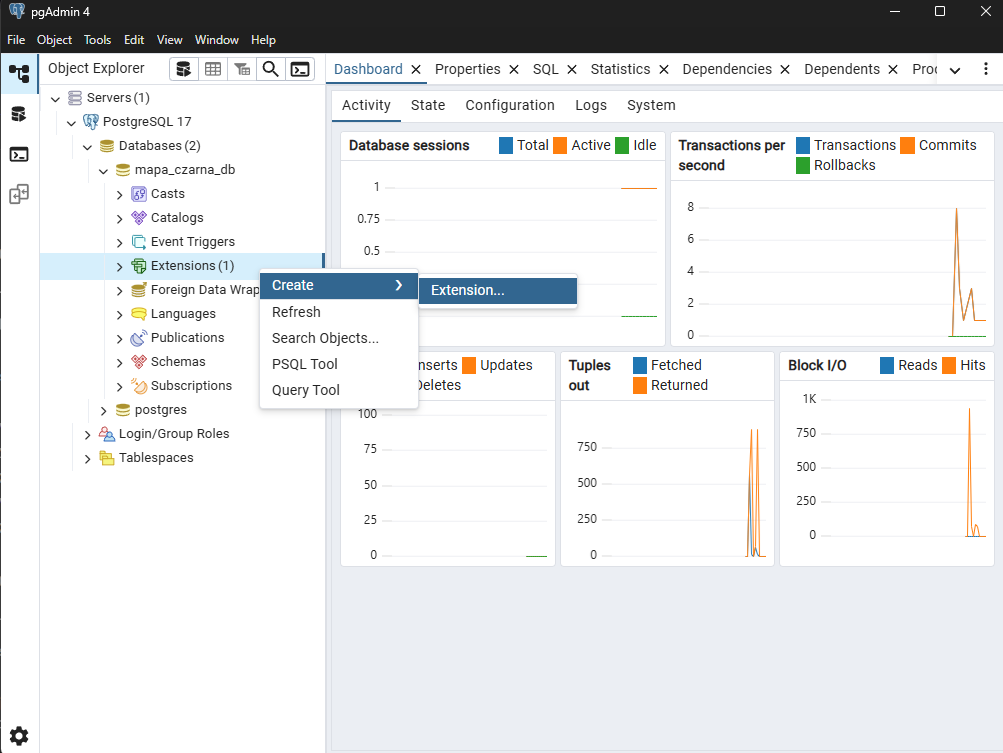 pgAdmin 4
File Object Tools Edit View Window Help
Object Explorer
Dashboard Properties SQL Statistics Dependencies Dependents Proc
Servers (1)
PostgreSQL 17
Databases (2)
mapa_czarna_db
Casts
Catalogs
Event Triggers
Extensions (1)
Foreign Data Wrap
Languages
Publications
Schemas
Subscriptions
postgres
Login/Group Roles
Tablespaces
Create
Refresh
Search Objects...
PSQL Tool
Query Tool
Extension...
Activity State Configuration Logs System
Database sessions
Total Active Idle
1
0.75
0.5
Transactions per
second
Transactions Commits
Rollbacks
8
6
4
2
0
nserts Updates
Deletes
100
75
50
25
0
Tuples
out
Fetched
Returned
750
500
250
0
Block I/O
Reads Hits
1K
750
500
250
0